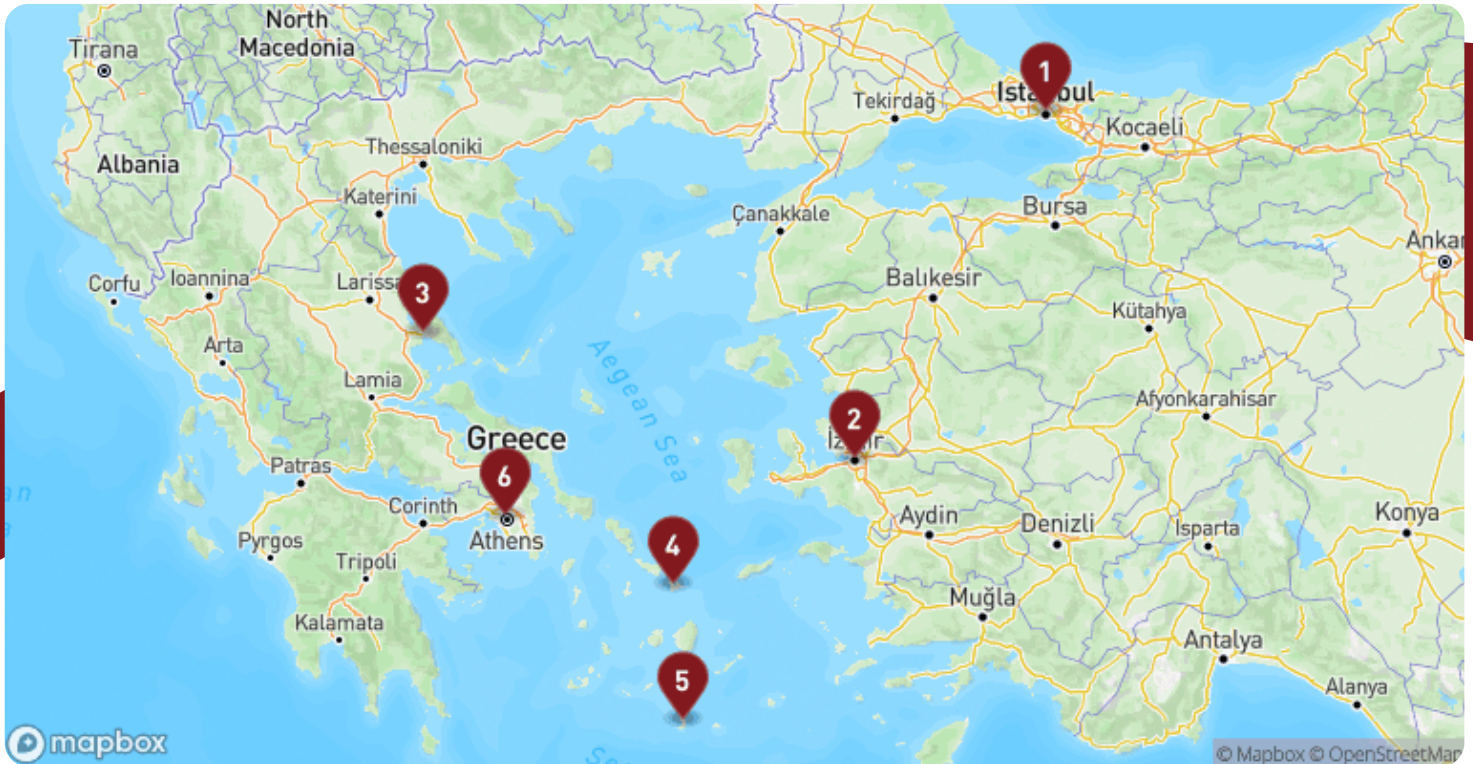 North
Macedonia
Tirana
1
Istanbul
Tekirdağ
Kocaeli
Thessaloniki
Albania
Katerini
Çanakkale
Bursa
Ankar
Corfu
Ioannina
Larissa
3
Balıkesir
Kütahya
Arta
Aegean Sea
Lamia
Afyonkarahisar
2
İzmir
Greece
Patras
6
an
Corinth
Athens
Pyrgos
4
Aydin
Denizli
Isparta
Konya
Tripoli
Muğla
Kalamata
Antalya
5
Alanya
mapbox
Se
© Mapbox © OpenStreetMap